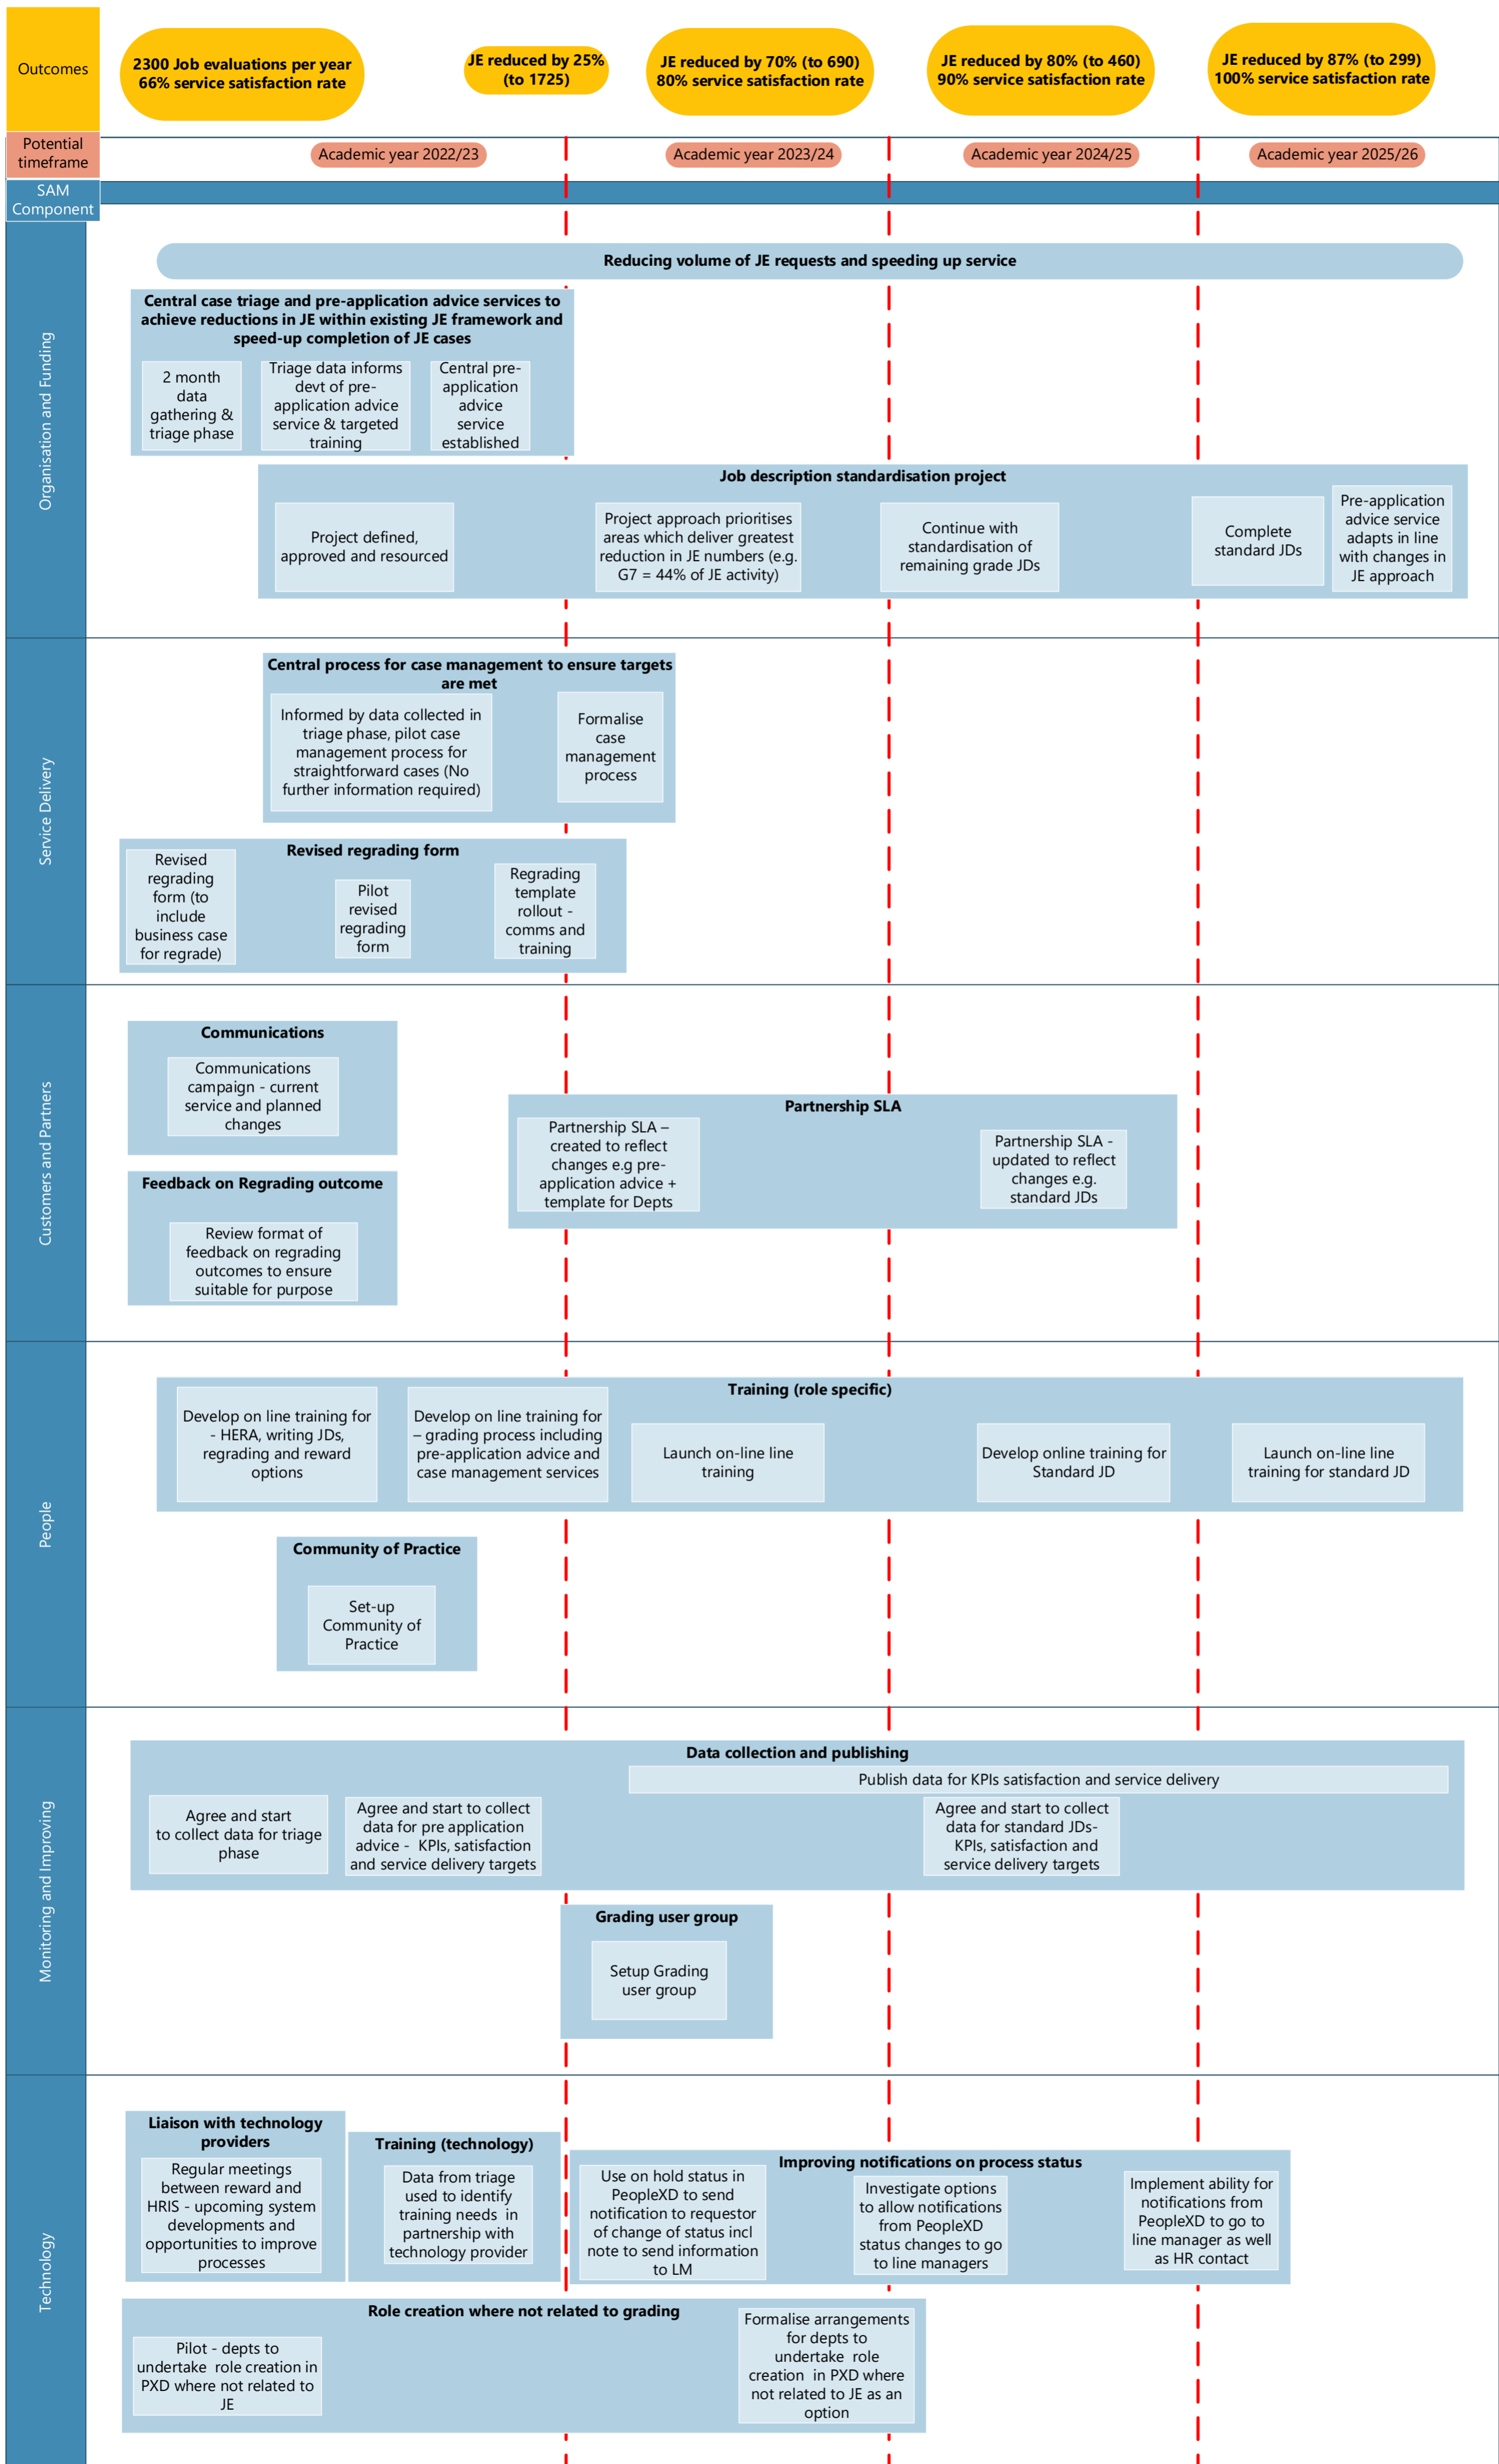 Outcomes
2300 Job evaluations per year
66% service satisfaction rate
JE reduced by 25%
(to 1725)
JE reduced by 70% (to 690)
80% service satisfaction rate
JE reduced by 80% (to 460)
90% service satisfaction rate
JE reduced by 87% (to 299)
100% service satisfaction rate
Potential
timeframe
Academic year 2022/23
Academic year 2023/24
Academic year 2024/25
Academic year 2025/26
SAM
Component
Organisation and Funding
Reducing volume of JE requests and speeding up service
Central case triage and pre-application advice services to
achieve reductions in JE within existing JE framework and
speed-up completion of JE cases
2 month
data
gathering &
triage phase
Triage data informs
devt of pre-
application advice
service & targeted
training
Central pre-
application
advice
service
established
Job description standardisation project
Project defined,
approved and resourced
Project approach prioritises
areas which deliver greatest
reduction in JE numbers (e.g.
G7 = 44% of JE activity)
Continue with
standardisation of
remaining grade JDs
Complete
standard JDs
Pre-application
advice service
adapts in line
with changes in
JE approach
Service Delivery
Central process for case management to ensure targets
are met
Informed by data collected in
triage phase, pilot case
management process for
straightforward cases (No
further information required)
Formalise
case
management
process
Revised regrading form
Revised
regrading
form (to
include
business case
for regrade)
Pilot
revised
regrading
form
Regrading
template
rollout -
comms and
training
Customers and Partners
Communications
Communications
campaign - current
service and planned
changes
Partnership SLA
Partnership SLA –
created to reflect
changes e.g pre-
application advice +
template for Depts
Partnership SLA -
updated to reflect
changes e.g.
standard JDs
Feedback on Regrading outcome
Review format of
feedback on regrading
outcomes to ensure
suitable for purpose
People
Training (role specific)
Develop on line training for
- HERA, writing JDs,
regrading and reward
options
Develop on line training for
– grading process including
pre-application advice and
case management services
Launch on-line line
training
Develop online training for
Standard JD
Launch on-line line
training for standard JD
Community of Practice
Set-up
Community of
Practice
Monitoring and Improving
Data collection and publishing
Publish data for KPIs satisfaction and service delivery
Agree and start
to collect data for triage
phase
Agree and start to collect
data for pre application
advice - KPIs, satisfaction
and service delivery targets
Agree and start to collect
data for standard JDs-
KPIs, satisfaction and
service delivery targets
Grading user group
Setup Grading
user group
Technology
Liaison with technology
providers
Regular meetings
between reward and
HRIS - upcoming system
developments and
opportunities to improve
processes
Training (technology)
Data from triage
used to identify
training needs in
partnership with
technology provider
Improving notifications on process status
Use on hold status in
PeopleXD to send
notification to requestor
of change of status incl
note to send information
to LM
Investigate options
to allow notifications
from PeopleXD
status changes to go
to line managers
Implement ability for
notifications from
PeopleXD to go to
line manager as well
as HR contact
Role creation where not related to grading
Pilot - depts to
undertake role creation in
PXD where not related to
JE
Formalise arrangements
for depts to
undertake role
creation in PXD where
not related to JE as an
option